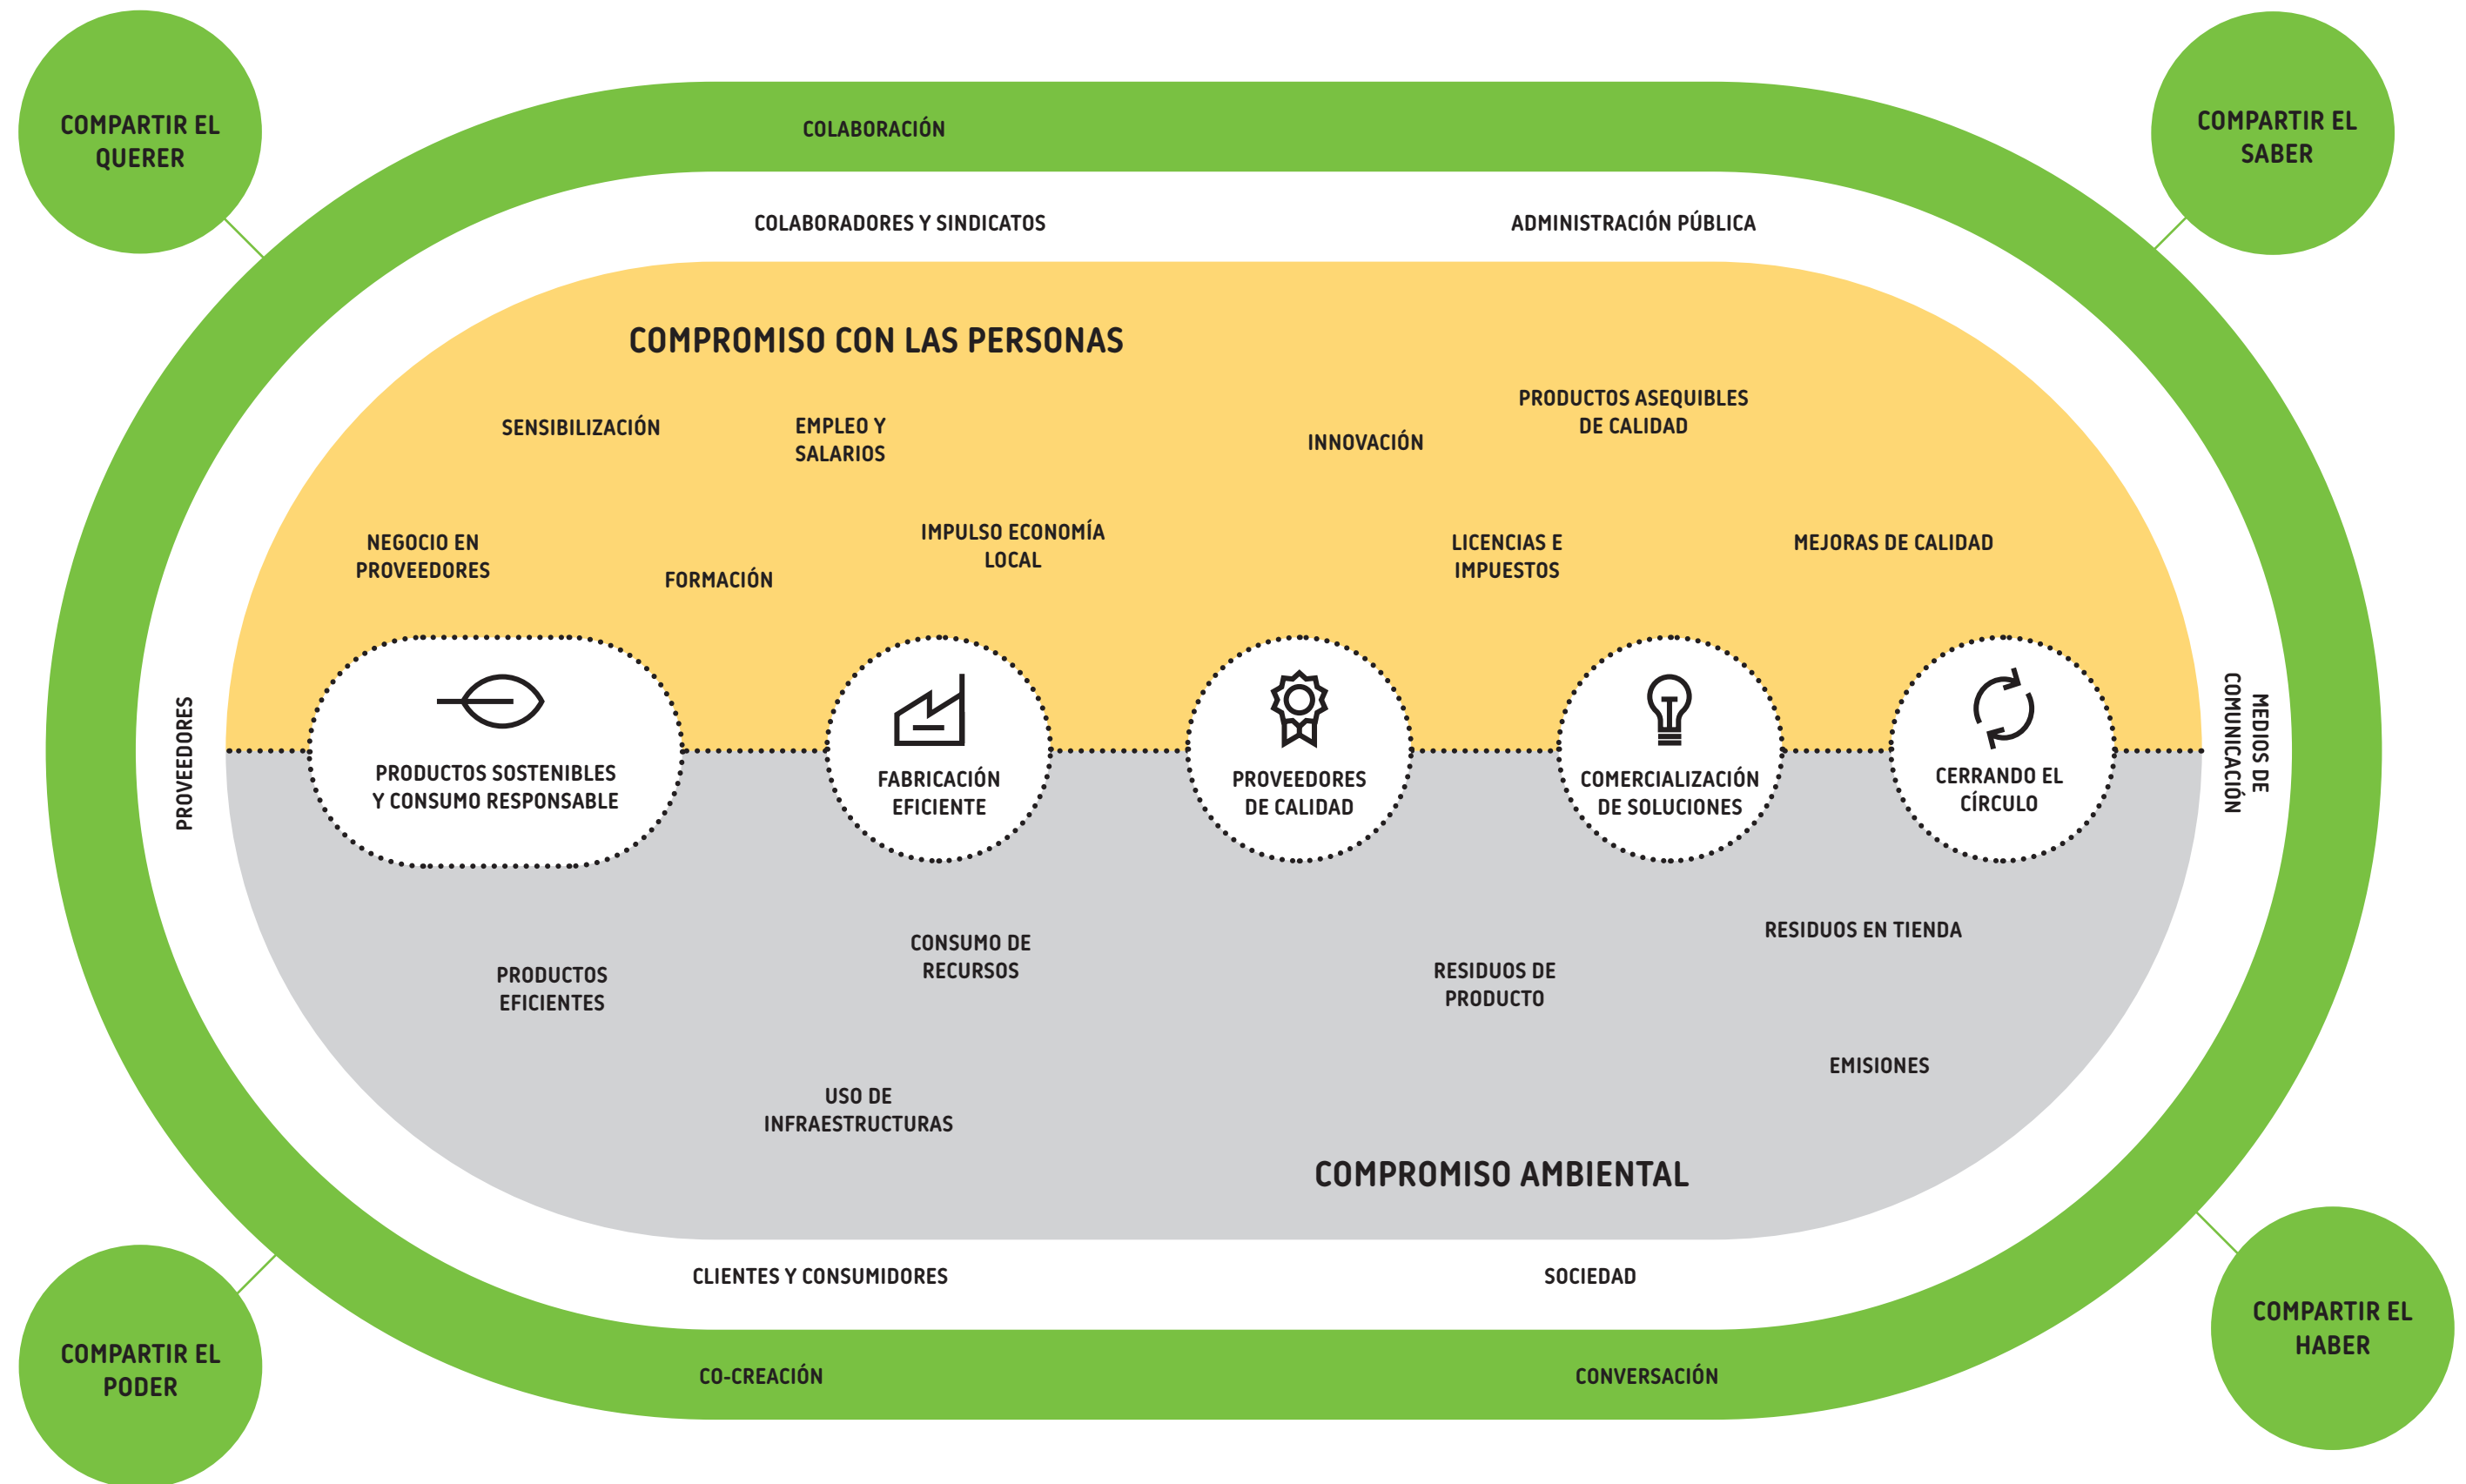 COMPARTIR EL
QUERER
COMPARTIR EL
SABER
COLABORACIÓN
COLABORADORES Y SINDICATOS
ADMINISTRACIÓN PÚBLICA
COMPROMISO CON LAS PERSONAS
SENSIBILIZACIÓN
EMPLEO Y
SALARIOS
INNOVACIÓN
PRODUCTOS ASEQUIBLES
DE CALIDAD
NEGOCIO EN
PROVEEDORES
FORMACIÓN
IMPULSO ECONOMÍA
LOCAL
LICENCIAS E
IMPUESTOS
MEJORAS DE CALIDAD
PROVEEDORES
PRODUCTOS SOSTENIBLES
Y CONSUMO RESPONSABLE
FABRICACIÓN
EFICIENTE
PROVEEDORES
DE CALIDAD
COMERCIALIZACIÓN
DE SOLUCIONES
CERRANDO EL
CÍRCULO
MEDIOS DE
COMUNICACIÓN
PRODUCTOS
EFICIENTES
CONSUMO DE
RECURSOS
RESIDUOS DE
PRODUCTO
RESIDUOS EN TIENDA
USO DE
INFRAESTRUCTURAS
EMISIONES
COMPROMISO AMBIENTAL
CLIENTES Y CONSUMIDORES
SOCIEDAD
CO-CREACIÓN
CONVERSACIÓN
COMPARTIR EL
PODER
COMPARTIR EL
HABER